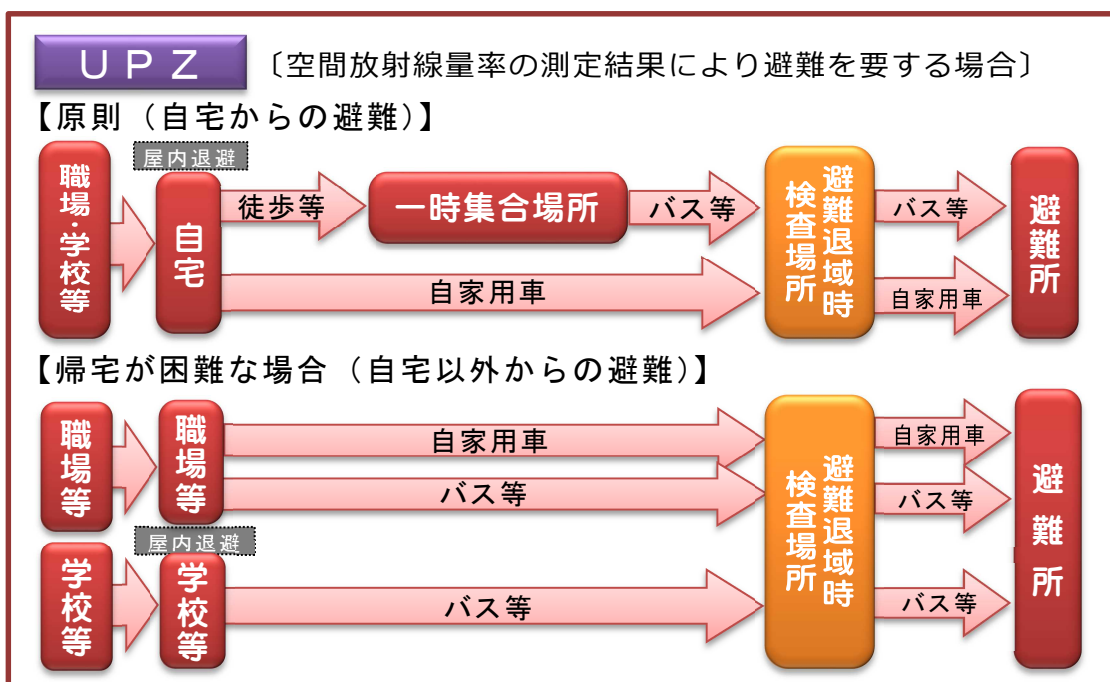 UPZ 〔空間放射線量率の測定結果により避難を要する場合〕
【原則（自宅からの避難）】
職場・学校等
屋内退避
自宅
徒歩等
一時集合場所
バス等
自家用車
避難退域時
検査場所
バス等
自家用車
避難所
【帰宅が困難な場合（自宅以外からの避難）】
職場等
職場等
自家用車
バス等
学校等
屋内退避
学校等
バス等
避難退域時
検査場所
自家用車
バス等
バス等
避難所